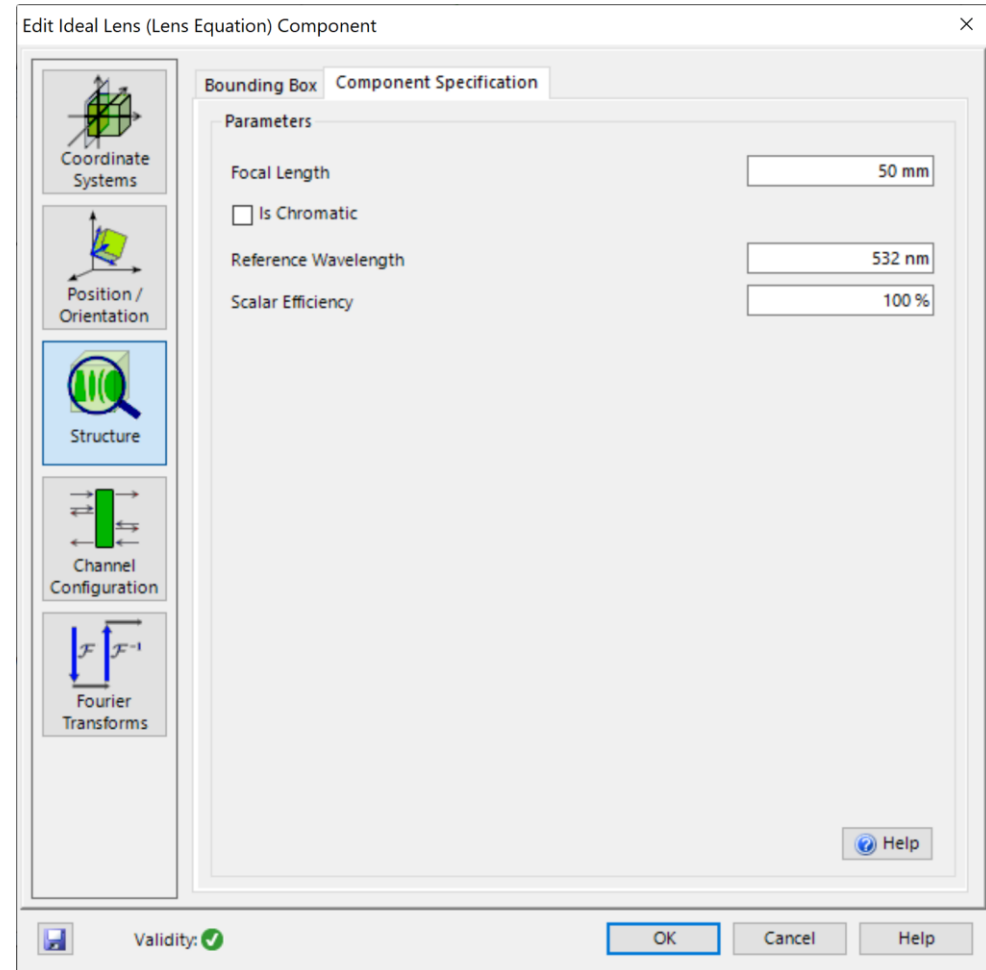 Edit Ideal Lens (Lens Equation) Component
Coordinate
Systems
Position /
Orientation
Structure
Channel
Configuration
ℱ ℱ⁻¹
Fourier
Transforms
Bounding Box Component Specification
Parameters
Focal Length 50 mm
Is Chromatic
Reference Wavelength 532 nm
Scalar Efficiency 100 %
Help
Validity: OK Cancel Help